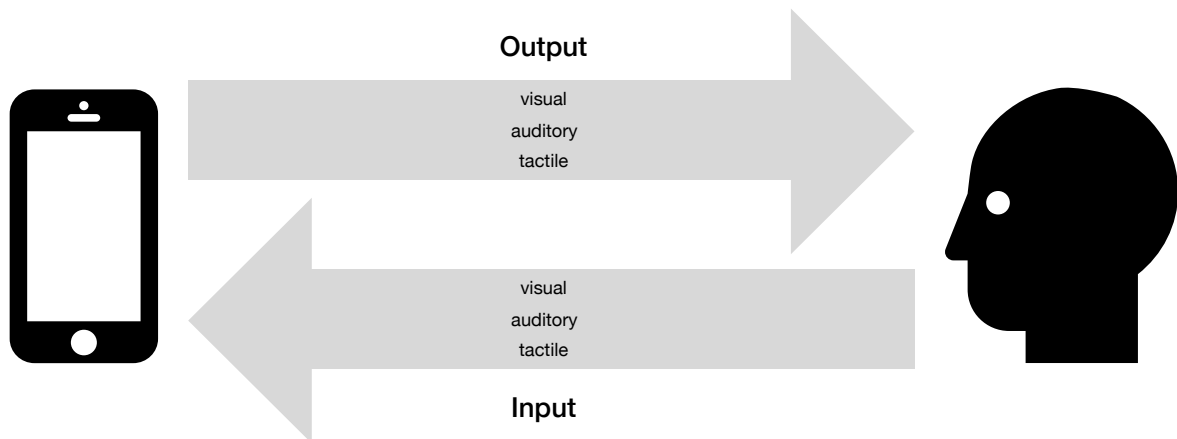 Output
visual
auditory
tactile
visual
auditory
tactile
Input